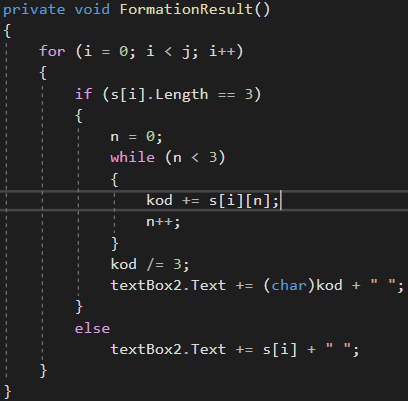 private void FormationResult()
{
    for (i = 0; i < j; i++)
    {
        if (s[i].Length == 3)
        {
            n = 0;
            while (n < 3)
            {
                kod += s[i][n];
                n++;
            }
            kod /= 3;
            textBox2.Text += (char)kod + " ";
        }
        else
            textBox2.Text += s[i] + " ";
    }
}